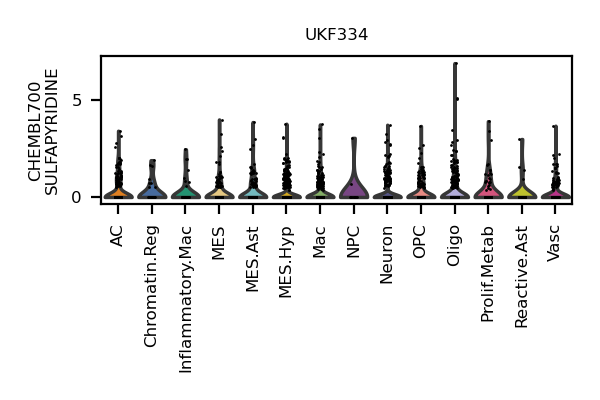 UKF334
CHEMBL700
SULFAPYRIDINE
5
0
AC
Chromatin.Reg
Inflammatory.Mac
MES
MES.Ast
MES.Hyp
Mac
NPC
Neuron
OPC
Oligo
Prolif.Metab
Reactive.Ast
Vasc